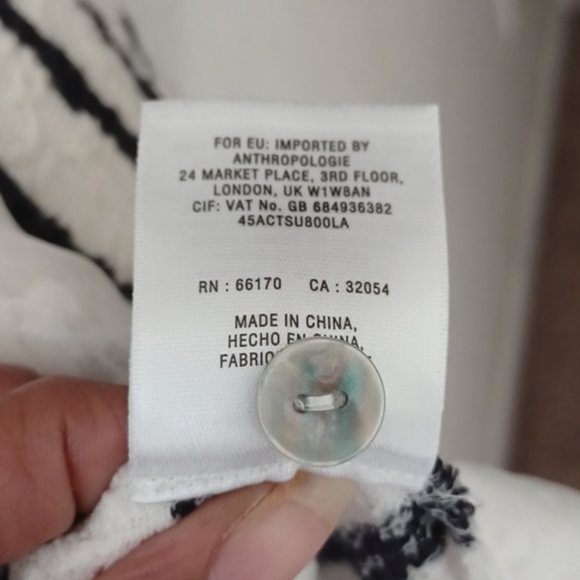 FOR EU: IMPORTED BY
ANTHROPOLOGIE
24 MARKET PLACE, 3RD FLOOR,
LONDON, UK W1W8AN
CIF: VAT No. GB 684936382
45ACTSU800LA
RN : 66170 CA : 32054
MADE IN CHINA,
HECHO EN CHINA,